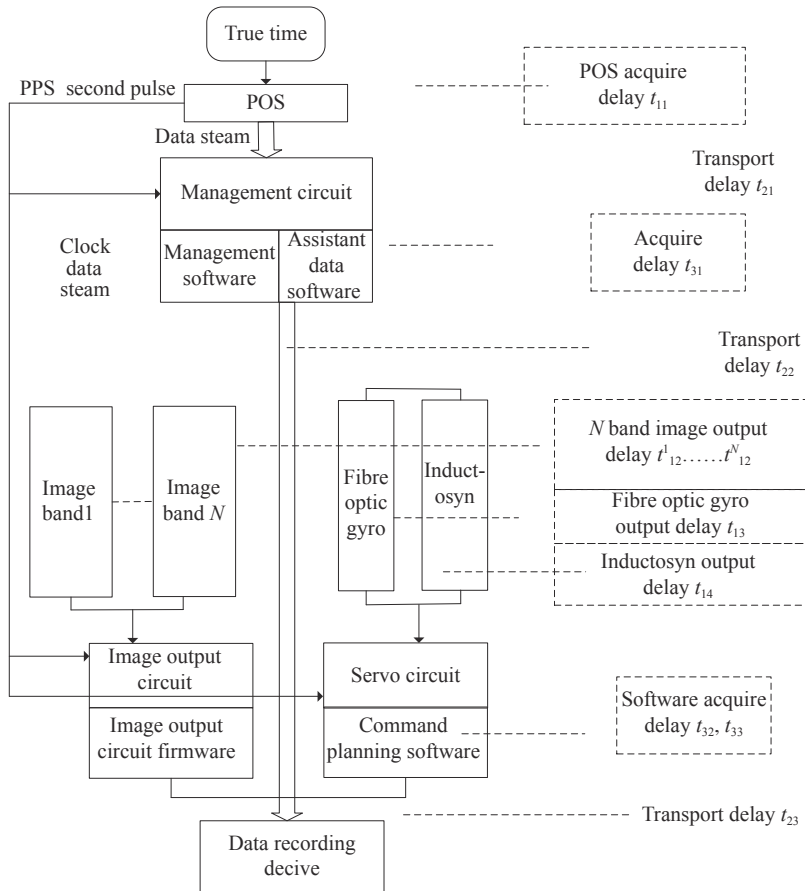 True time
PPS second pulse
POS
POS acquire
delay t11
Data steam
Transport
delay t21
Management circuit
Clock
data
steam
Management
software
Assistant
data
software
Acquire
delay t31
Transport
delay t22
Image
band1
Image
band N
Fibre
optic
gyro
Induct-
osyn
N band image output
delay t¹12……tᴺ12
Fibre optic gyro
output delay t13
Inductosyn output
delay t14
Image output
circuit
Servo circuit
Image output
circuit firmware
Command
planning software
Software acquire
delay t32, t33
Transport delay t23
Data recording
decive